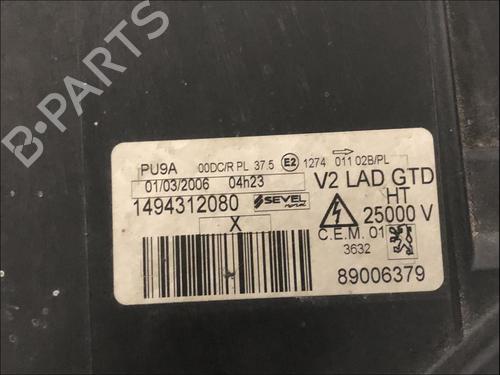 B-PARTS
PU9A 00DC/R PL 37.5 E2 1274 011 02B/PL
01/03/2006 04h23 V2 LAD GTD
1494312080 SEVEL HT
X 25000 V
C.E.M. 01
3632
89006379